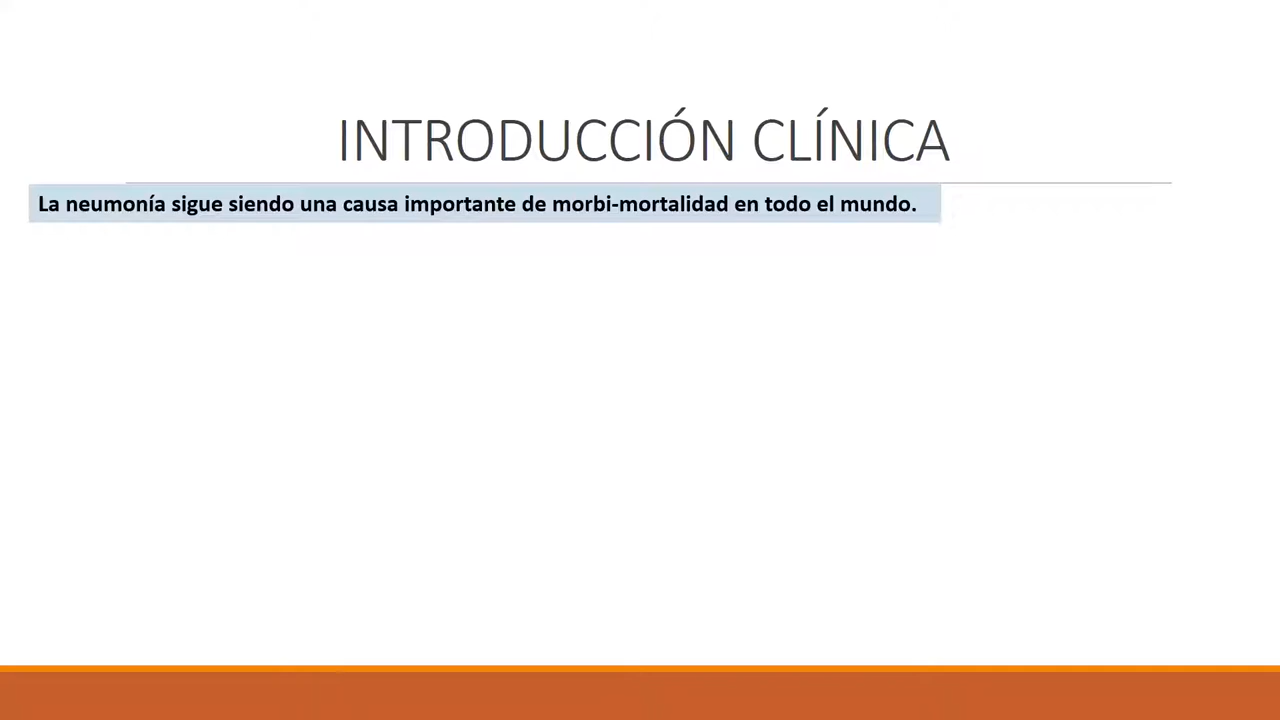 INTRODUCCIÓN CLÍNICA
La neumonía sigue siendo una causa importante de morbi-mortalidad en todo el mundo.